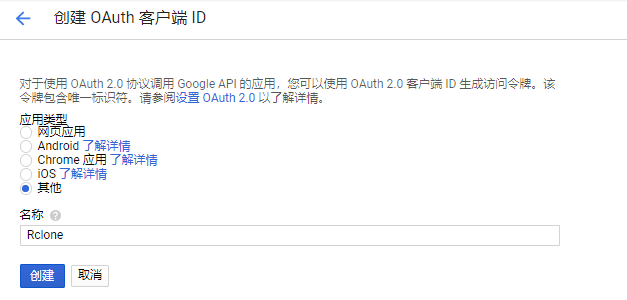 创建 OAuth 客户端 ID
对于使用 OAuth 2.0 协议调用 Google API 的应用，您可以使用 OAuth 2.0 客户端 ID 生成访问令牌。该
令牌包含唯一标识符。请参阅设置 OAuth 2.0 以了解详情。
应用类型
网页应用
Android 了解详情
Chrome 应用 了解详情
iOS 了解详情
其他
名称 ?
Rclone
创建 取消